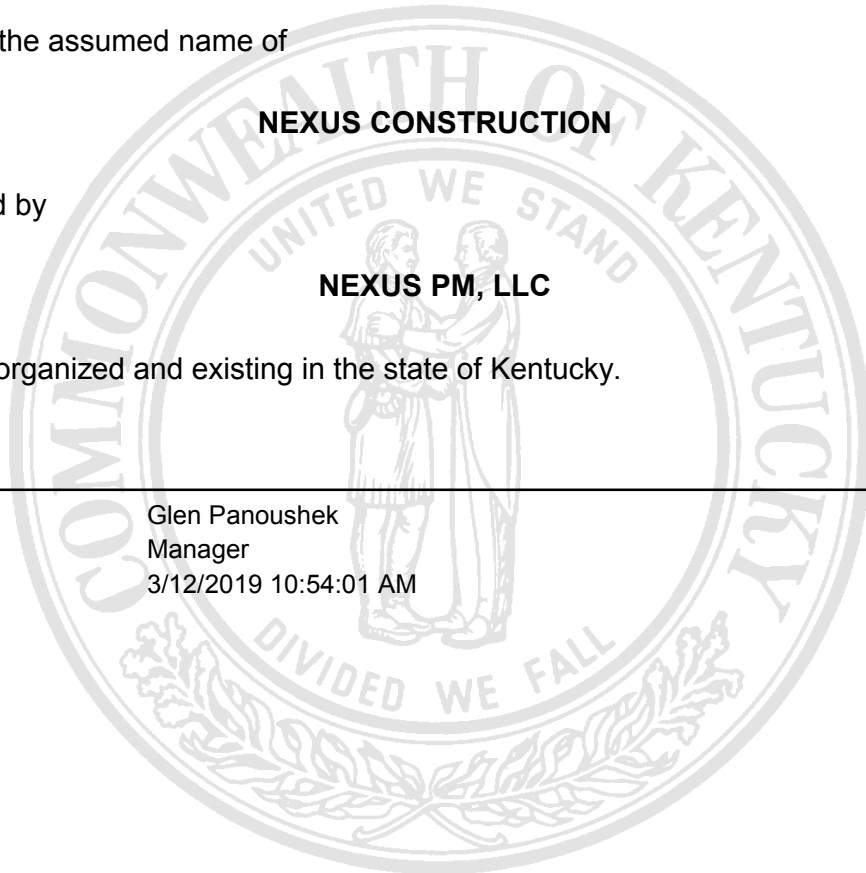 the assumed name of
NEXUS CONSTRUCTION
d by
NEXUS PM, LLC
organized and existing in the state of Kentucky.
Glen Panoushek
Manager
3/12/2019 10:54:01 AM
COMMONWEALTH OF KENTUCKY
UNITED WE STAND
DIVIDED WE FALL